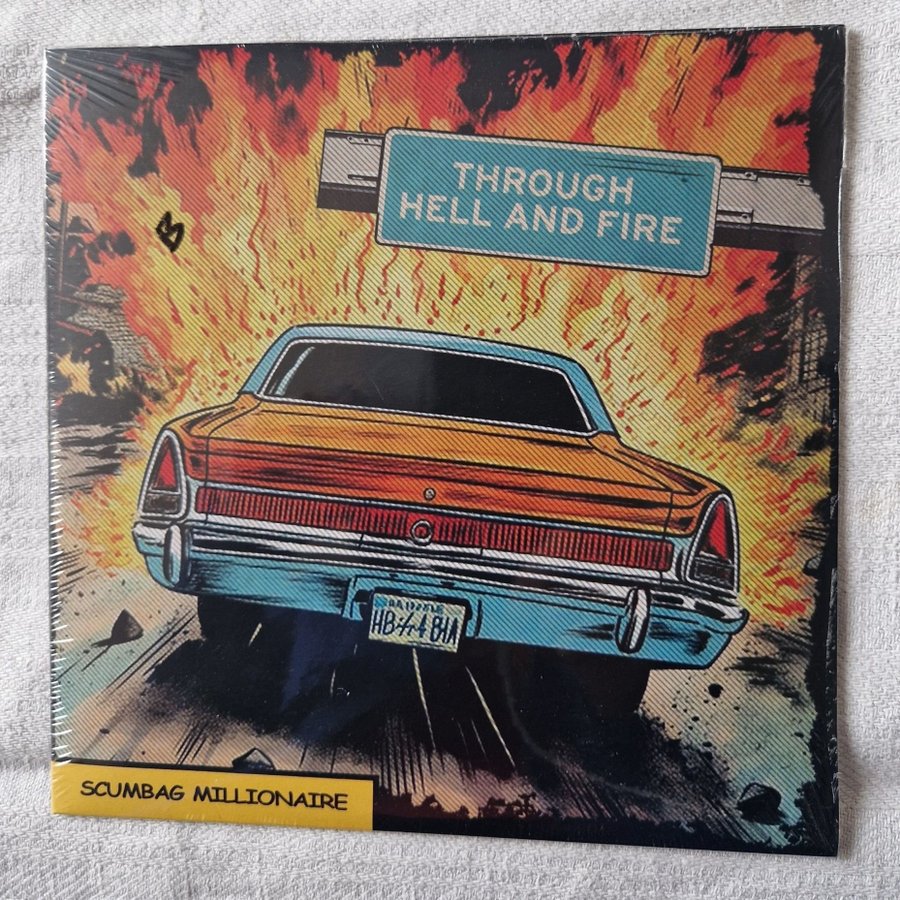 THROUGH
HELL AND FIRE
SCUMBAG MILLIONAIRE